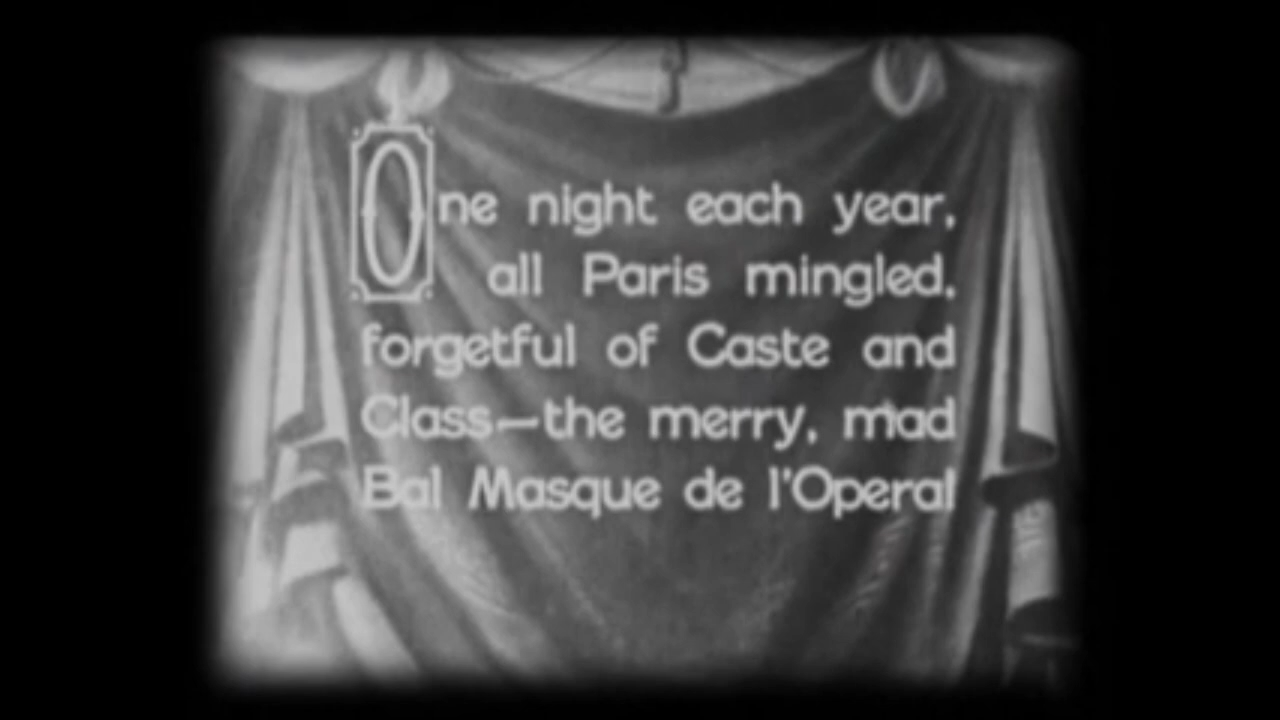 One night each year,
all Paris mingled,
forgetful of Caste and
Class—the merry, mad
Bal Masque de l'Opera!